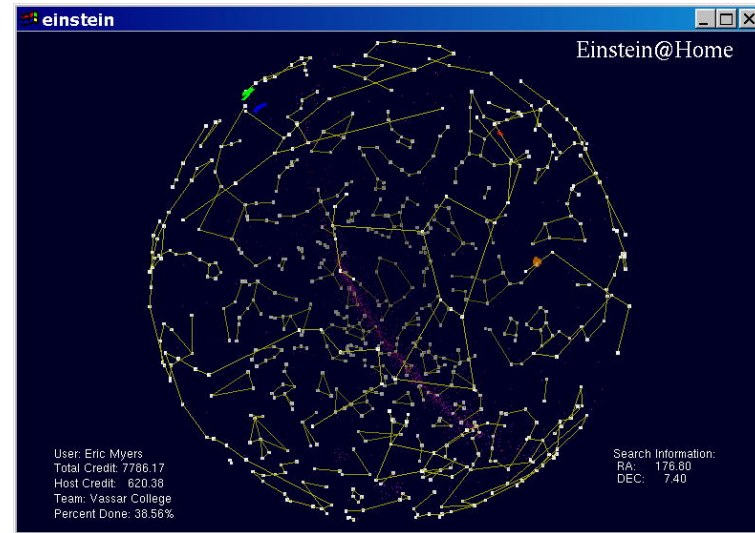 einstein
Einstein@Home
User: Eric Myers
Total Credit: 7786.17
Host Credit: 620.38
Team: Vassar College
Percent Done: 38.56%
Search Information:
RA: 176.80
DEC: 7.40